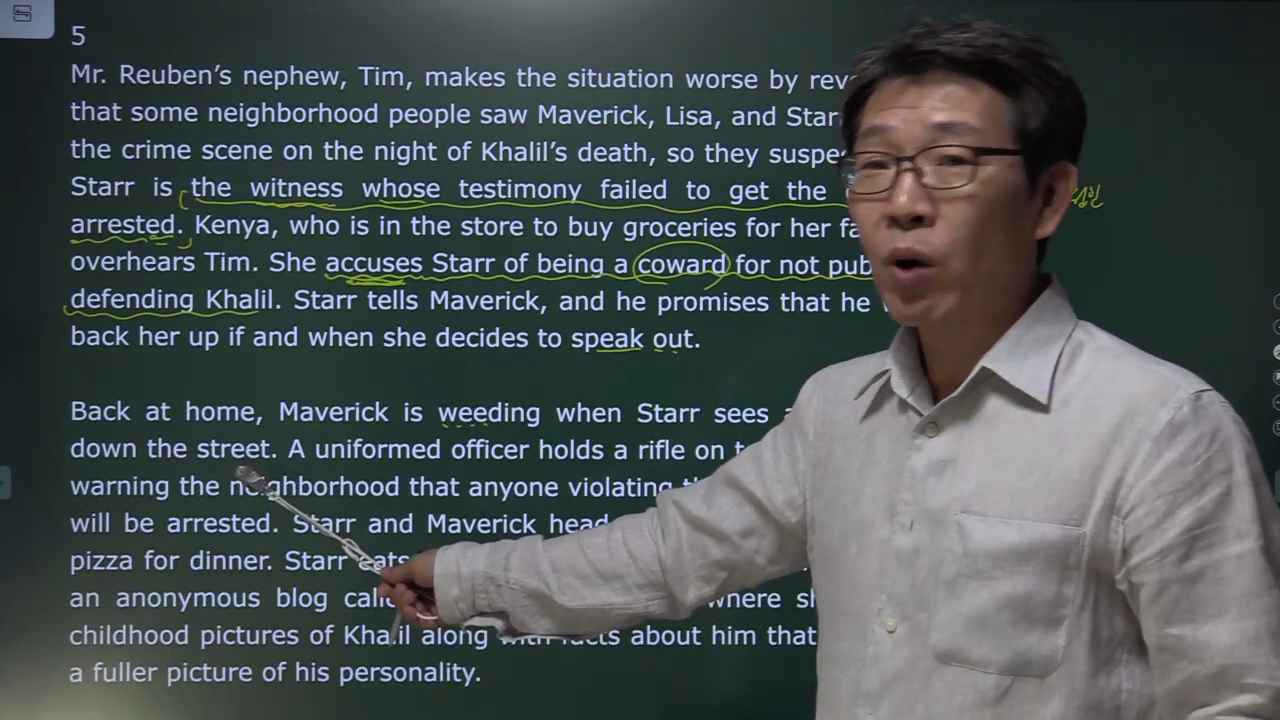 5
Mr. Reuben's nephew, Tim, makes the situation worse by
that some neighborhood people saw Maverick, Lisa, and
the crime scene on the night of Khalil's death, so they
Starr is the witness whose testimony failed to get the
arrested. Kenya, who is in the store to buy groceries for her
overhears Tim. She accuses Starr of being a coward for not
defending Khalil. Starr tells Maverick, and he promises that he
back her up if and when she decides to speak out.
Back at home, Maverick is weeding when Starr sees
down the street. A uniformed officer holds a rifle on
warning the neighborhood that anyone violating
will be arrested. Starr and Maverick head
pizza for dinner. Starr eats
an anonymous blog where
childhood pictures of Khalil along with facts about him that
a fuller picture of his personality.